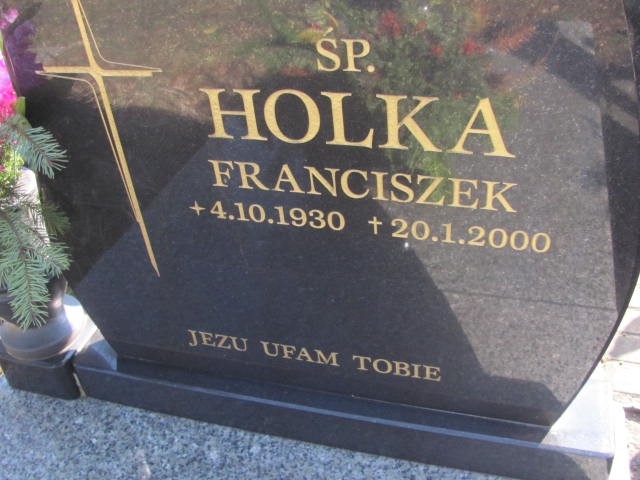 ŚP.
HOLKA
FRANCISZEK
+4.10.1930 †20.1.2000
JEZU UFAM TOBIE